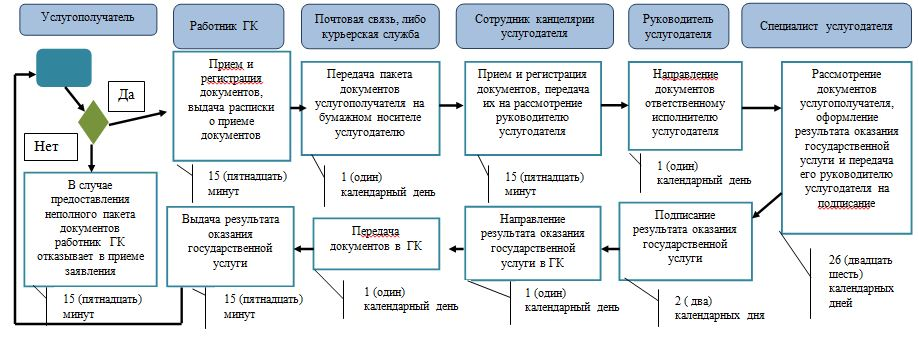 Услугополучатель
Работник ГК
Почтовая связь, либо
курьерская служба
Сотрудник канцелярии
услугодателя
Руководитель
услугодателя
Специалист услугодателя
Да
Нет
Прием и
регистрация
документов,
выдача расписки
о приеме
документов
15 (пятнадцать)
минут
Передача пакета
документов
услугополучателя на
бумажном носителе
услугодателю
1 (один)
календарный день
Прием и регистрация
документов, передача
их на рассмотрение
руководителю
услугодателя
15 (пятнадцать)
минут
Направление
документов
ответственному
исполнителю
услугодателя
1 (один)
календарный день
Рассмотрение
документов
услугополучателя,
оформление
результата оказания
государственной
услуги и передача
его руководителю
услугодателя на
подписание
26 (двадцать
шесть)
календарных
дней
В случае
предоставления
неполного пакета
документов
работник ГК
отказывает в приеме
заявления
15 (пятнадцать)
минут
Выдача результата
оказания
государственной
услуги
15 (пятнадцать)
минут
Передача
документов в ГК
1 (один)
календарный день
Направление
результата оказания
государственной
услуги в ГК
1 (один)
календарный день
Подписание
результата оказания
государственной
услуги
2 ( два)
календарных дня